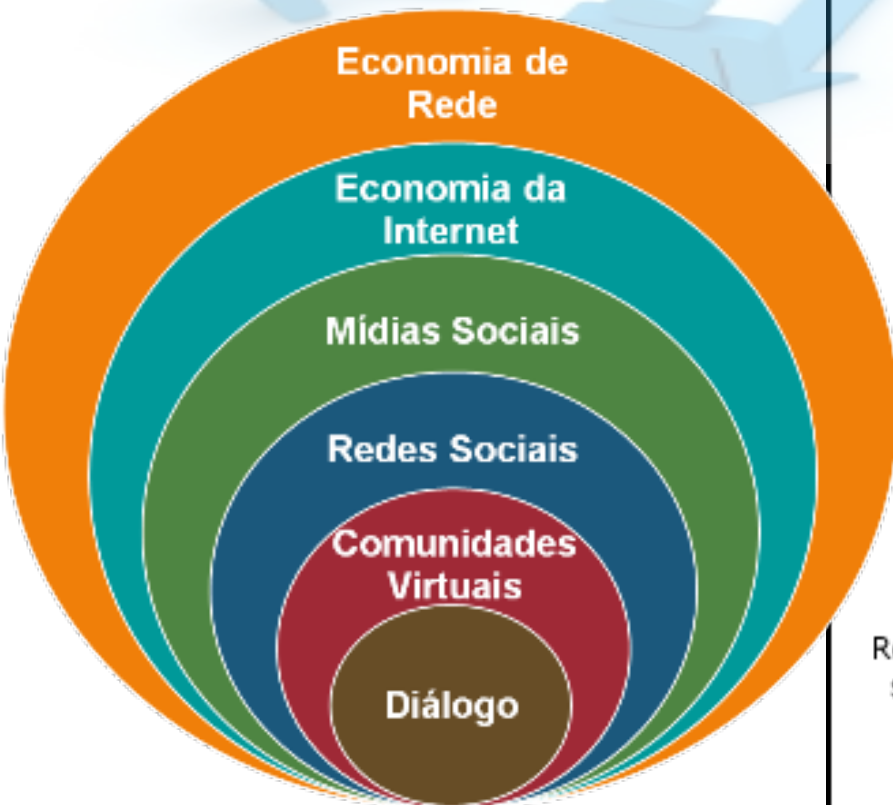 Economia de
Rede
Economia da
Internet
Mídias Sociais
Redes Sociais
Comunidades
Virtuais
Diálogo